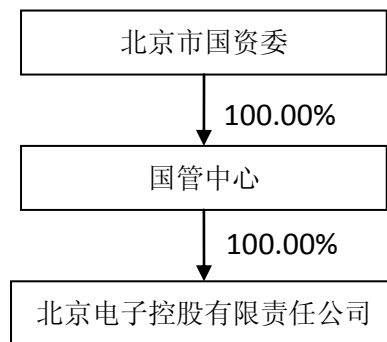 北京市国资委
100.00%
国管中心
100.00%
北京电子控股有限责任公司